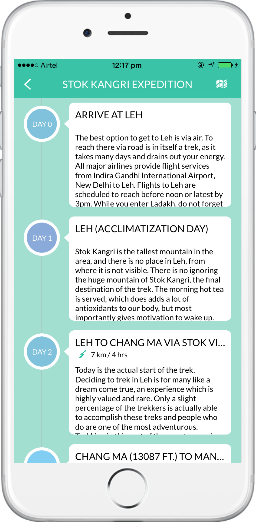 Airtel 12:17 pm
STOK KANGRI EXPEDITION
DAY 0
ARRIVE AT LEH
The best option to get to Leh is via air. To
reach there via road is in itself a trek, as it
takes many days and drains out your energy.
All major airlines provide flight services
from Indira Gandhi International Airport,
New Delhi to Leh. Flights to Leh are
scheduled to reach before noon or latest by
3pm. While you enter Ladakh, do not forget
DAY 1
LEH (ACCLIMATIZATION DAY)
Stok Kangri is the tallest mountain in the
area, and there is no place in Leh, from
where it is not visible. There is no ignoring
the huge mountain of Stok Kangri, the final
destination of the trek. The morning hot tea
is served, which does adds a lot of
antioxidants to our body, but most
importantly gives motivation to wake up.
DAY 2
LEH TO CHANG MA VIA STOK VI...
7 km / 4 hrs
Today is the actual start of the trek.
Deciding to trek in Leh is for many like a
dream come true, an experience which is
highly valued and rare. Only a slight
percentage of the trekkers is actually able
to accomplish these treks and people who
do are one of the most adventurous.
CHANG MA (13087 FT.) TO MAN...